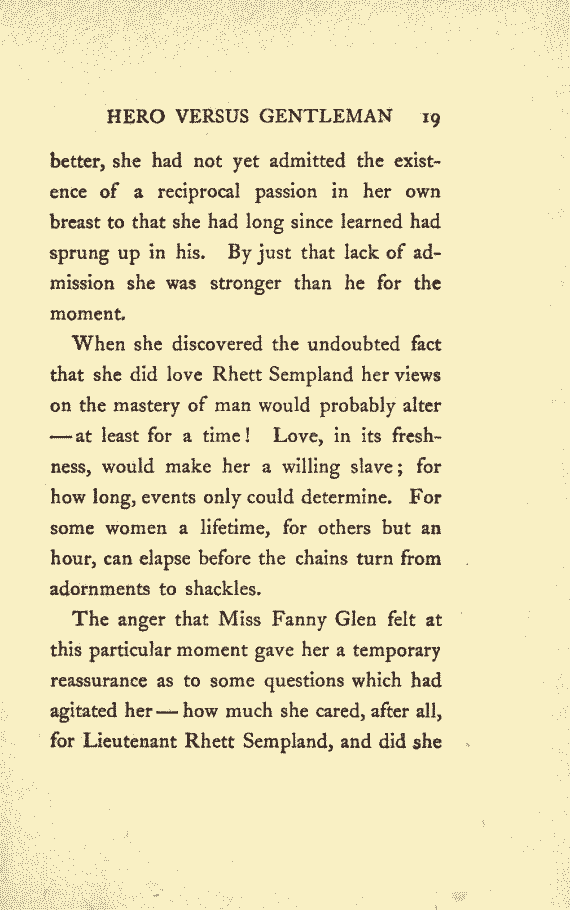 HERO VERSUS GENTLEMAN 19
better, she had not yet admitted the exist-
ence of a reciprocal passion in her own
breast to that she had long since learned had
sprung up in his. By just that lack of ad-
mission she was stronger than he for the
moment.
When she discovered the undoubted fact
that she did love Rhett Sempland her views
on the mastery of man would probably alter
—at least for a time! Love, in its fresh-
ness, would make her a willing slave; for
how long, events only could determine. For
some women a lifetime, for others but an
hour, can elapse before the chains turn from
adornments to shackles.
The anger that Miss Fanny Glen felt at
this particular moment gave her a temporary
reassurance as to some questions which had
agitated her—how much she cared, after all,
for Lieutenant Rhett Sempland, and did she